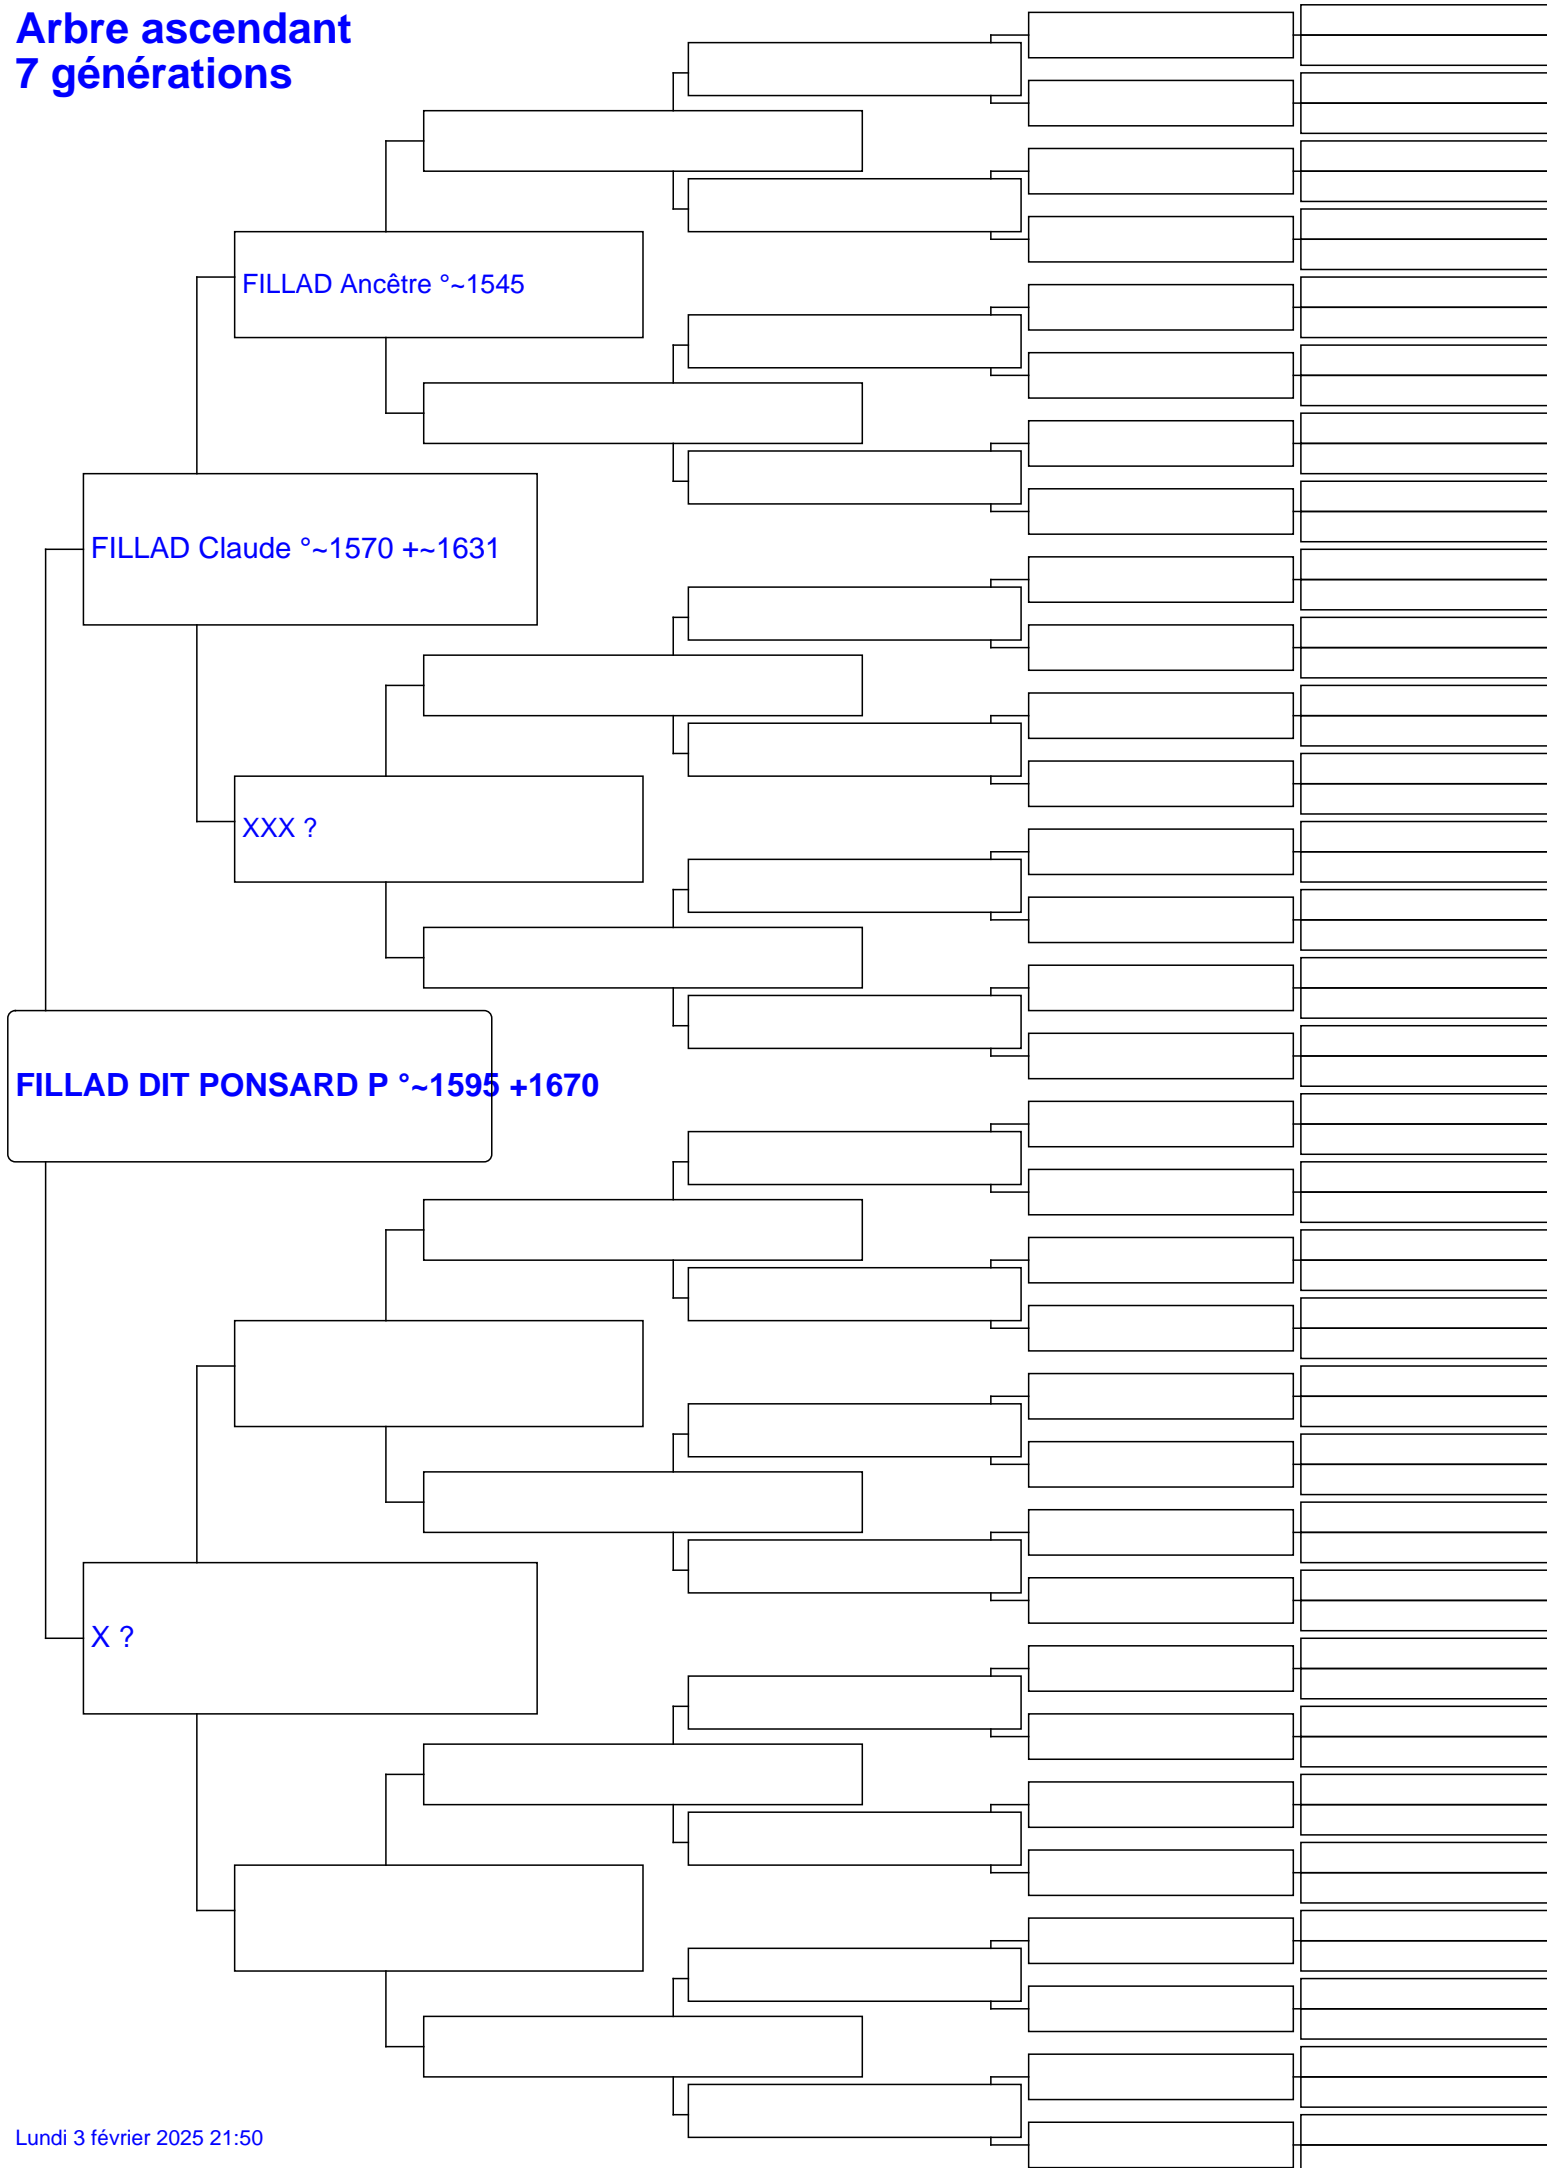 Arbre ascendant
7 générations
FILLAD Ancêtre °~1545
FILLAD Claude °~1570 +~1631
XXX ?
FILLAD DIT PONSARD P °~1595 +1670
X ?
Lundi 3 février 2025 21:50